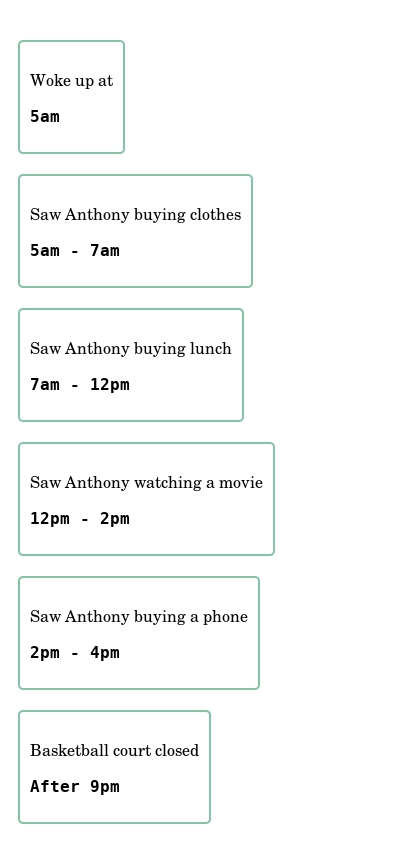 Woke up at
5am
Saw Anthony buying clothes
5am - 7am
Saw Anthony buying lunch
7am - 12pm
Saw Anthony watching a movie
12pm - 2pm
Saw Anthony buying a phone
2pm - 4pm
Basketball court closed
After 9pm